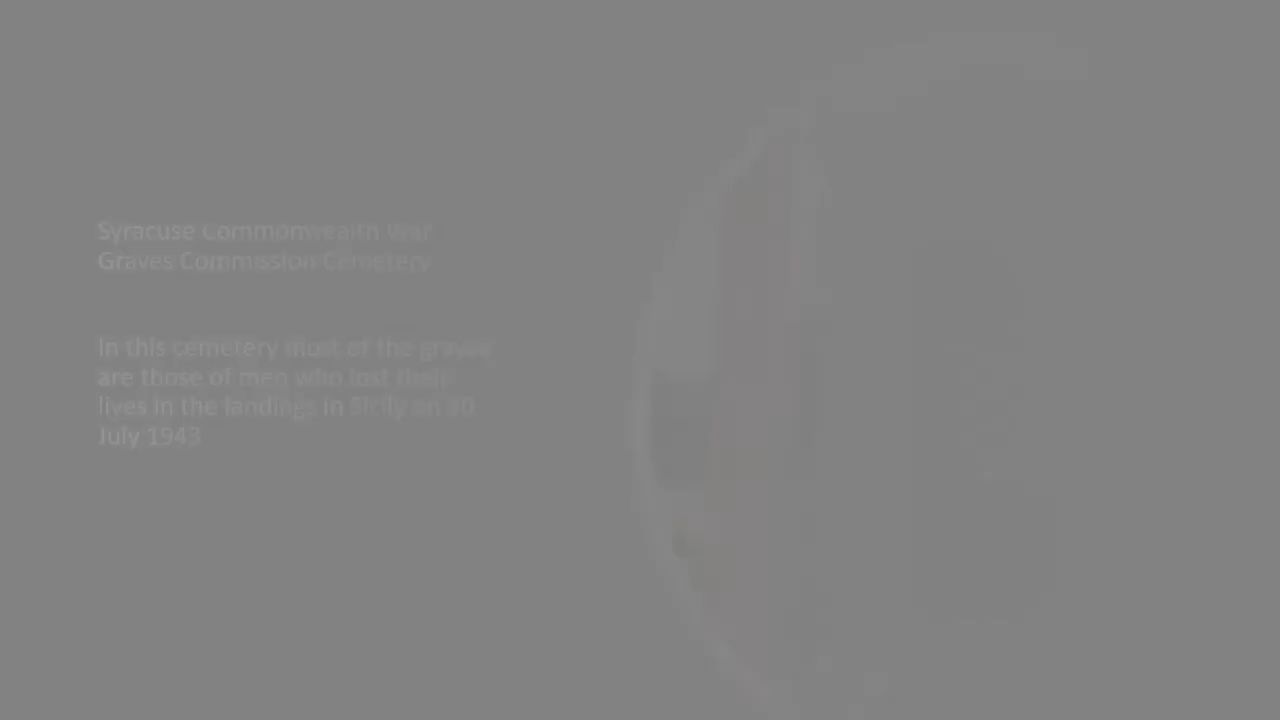 Syracuse Commonwealth War
Graves Commission Cemetery
In this cemetery most of the graves
are those of men who lost their
lives in the landings in Sicily on 10
July 1943